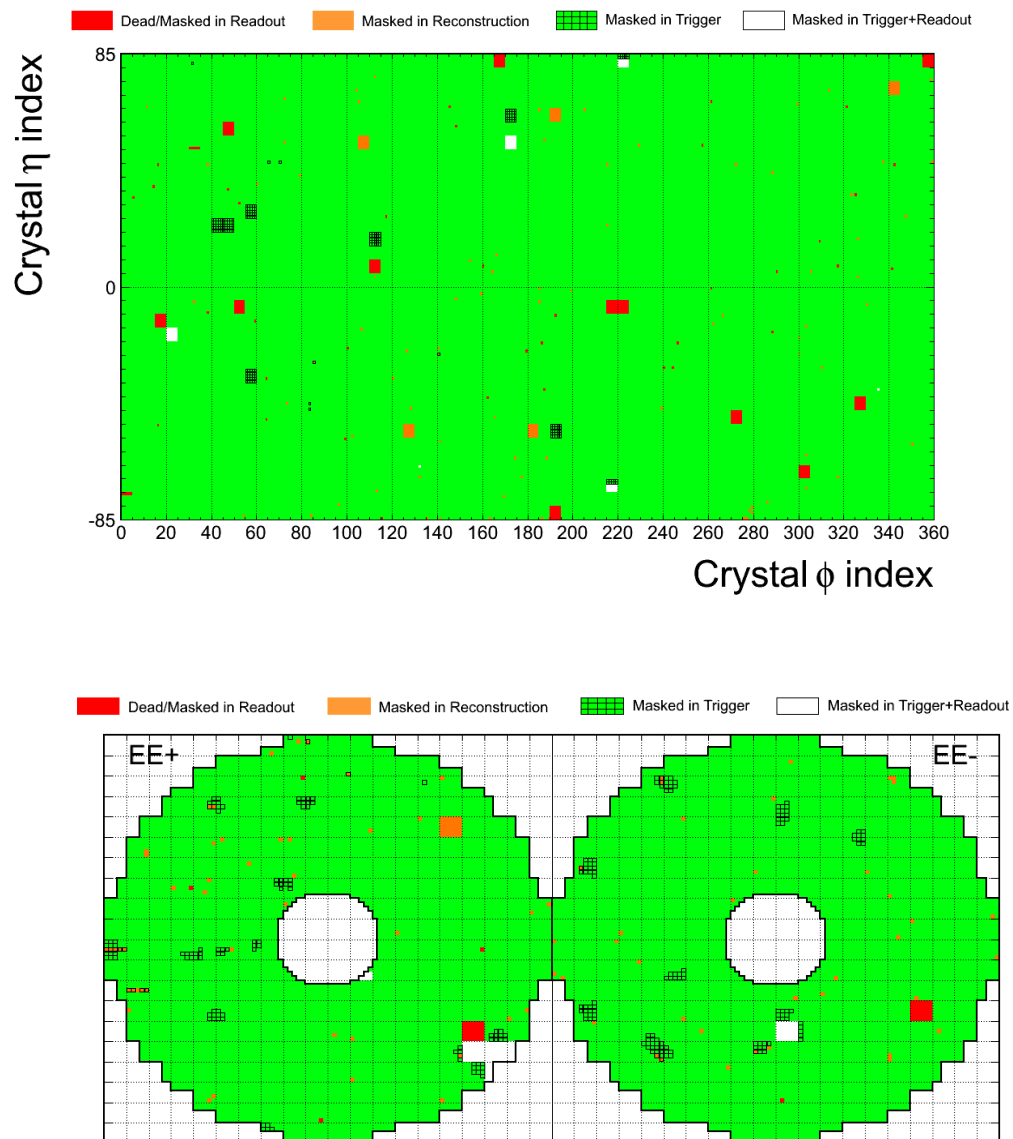 Dead/Masked in Readout Masked in Reconstruction Masked in Trigger Masked in Trigger+Readout
Crystal η index
85
0
-85
0 20 40 60 80 100 120 140 160 180 200 220 240 260 280 300 320 340 360
Crystal ϕ index
Dead/Masked in Readout Masked in Reconstruction Masked in Trigger Masked in Trigger+Readout
EE+ EE-